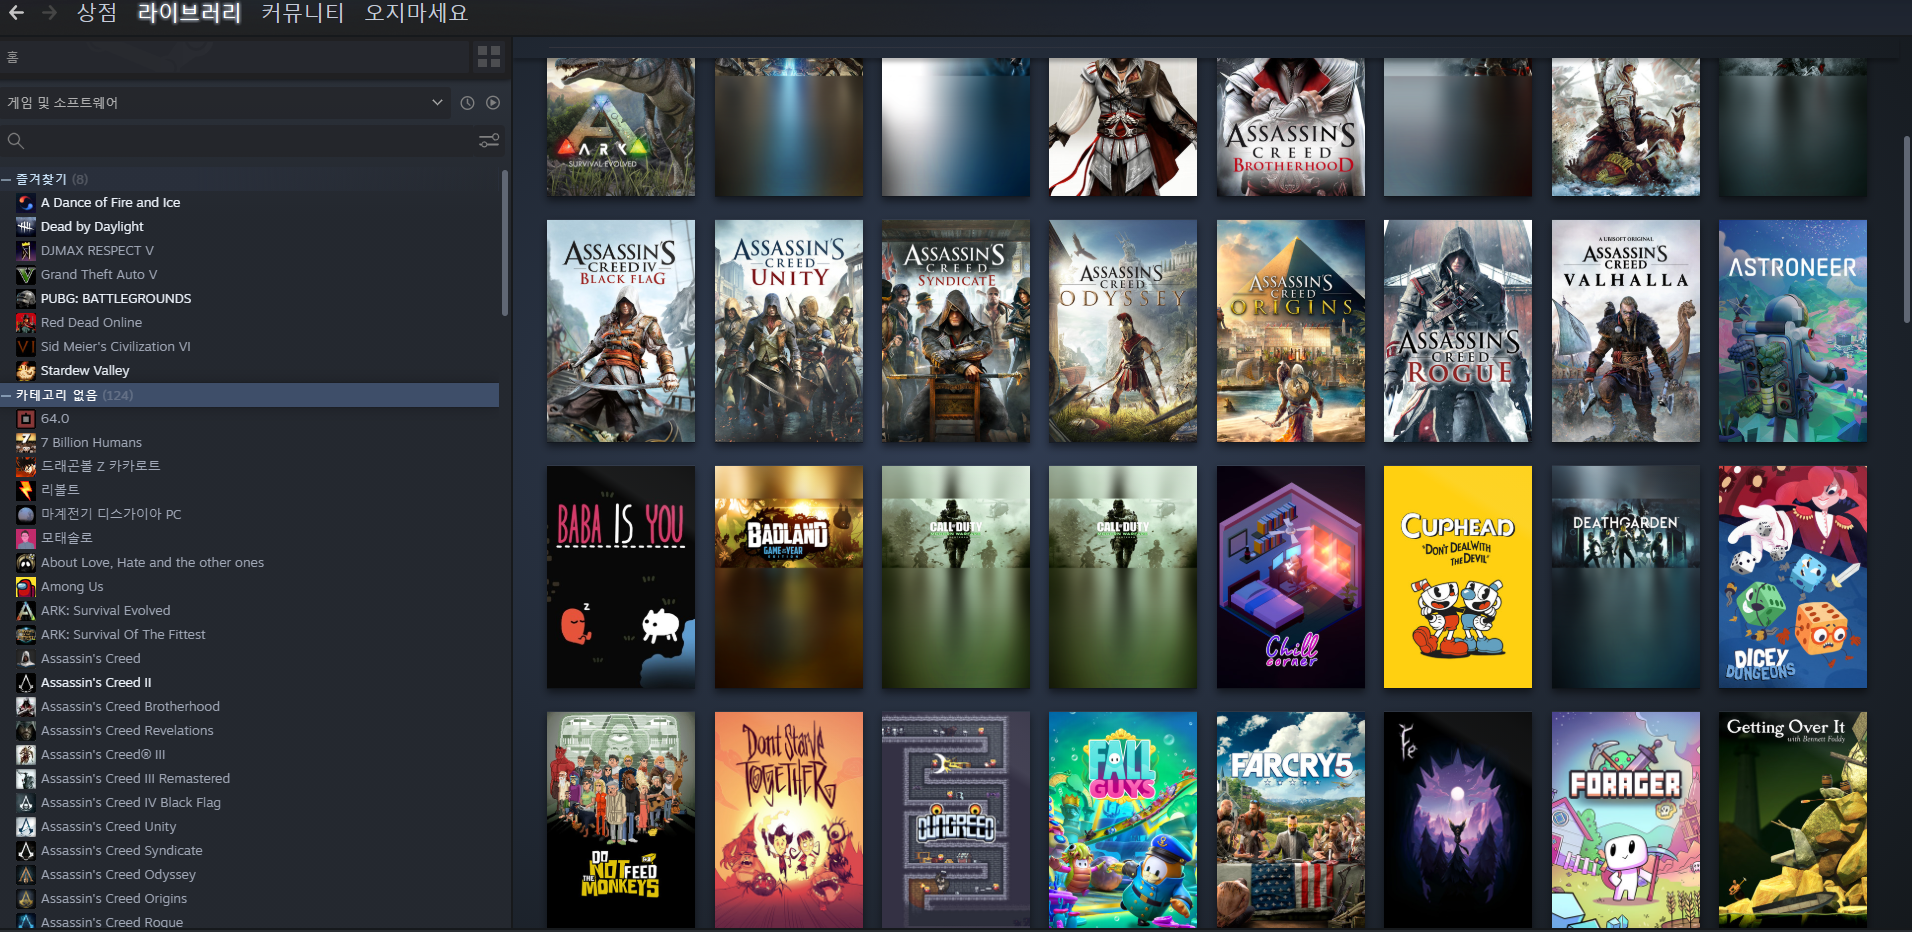 상점 라이브러리 커뮤니티 오지마세요
홈
게임 및 소프트웨어
즐겨찾기 (8)
A Dance of Fire and Ice
Dead by Daylight
DJMAX RESPECT V
Grand Theft Auto V
PUBG: BATTLEGROUNDS
Red Dead Online
Sid Meier's Civilization VI
Stardew Valley
카테고리 없음 (124)
64.0
7 Billion Humans
드래곤볼 Z 카카로트
리볼트
마계전기 디스가이아 PC
모태솔로
About Love, Hate and the other ones
Among Us
ARK: Survival Evolved
ARK: Survival Of The Fittest
Assassin's Creed
Assassin's Creed II
Assassin's Creed Brotherhood
Assassin's Creed Revelations
Assassin's Creed® III
Assassin's Creed III Remastered
Assassin's Creed IV Black Flag
Assassin's Creed Unity
Assassin's Creed Syndicate
Assassin's Creed Odyssey
Assassin's Creed Origins
Assassin's Creed Rogue
ARK
SURVIVAL EVOLVED
ASSASSIN'S
CREED
BROTHERHOOD
ASSASSIN'S
CREED IV
BLACK FLAG
ASSASSIN'S
CREED
UNITY
ASSASSIN'S
CREED
SYNDICATE
ASSASSIN'S
CREED
ODYSSEY
ASSASSIN'S
CREED
ORIGINS
ASSASSIN'S
CREED
ROGUE
A UBISOFT ORIGINAL
ASSASSIN'S
CREED
VALHALLA
ASTRONEER
BABA IS YOU
z
BADLAND
GAME OF THE YEAR
EDITION
CALL OF DUTY
MODERN WARFARE
CALL OF DUTY
MODERN WARFARE
Chill
corner
CUPHEAD
"DON'T DEAL WITH
THE DEVIL"
DEATHGARDEN
DICEY
DUNGEONS
DO
NOT FEED
THE MONKEYS
Don't Starve
TOGETHER
DUNGREED
FALL
GUYS
FARCRY5
Fe
FORAGER
Getting Over It
with Bennett Foddy